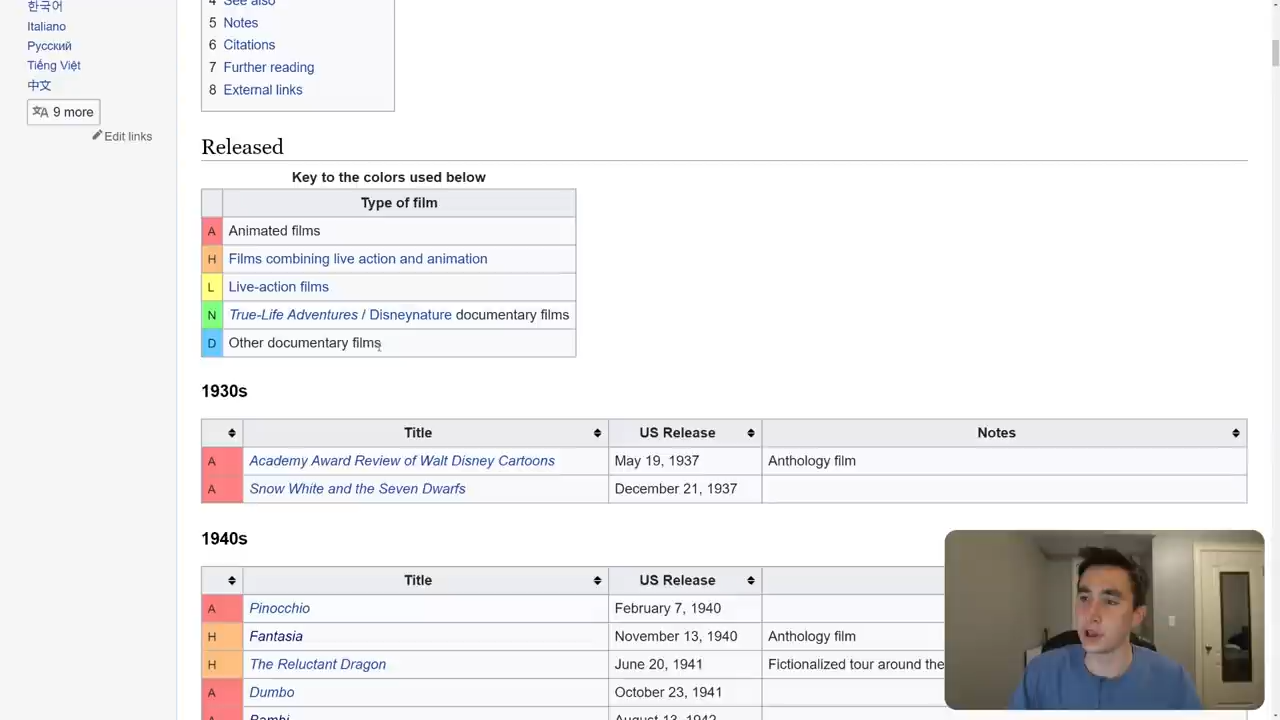 한국어
Italiano
Русский
Tiếng Việt
中文
9 more
Edit links
4 See also
5 Notes
6 Citations
7 Further reading
8 External links
Released
Key to the colors used below
Type of film
A Animated films
H Films combining live action and animation
L Live-action films
N True-Life Adventures / Disneynature documentary films
D Other documentary films
1930s
Title US Release Notes
A Academy Award Review of Walt Disney Cartoons May 19, 1937 Anthology film
A Snow White and the Seven Dwarfs December 21, 1937
1940s
Title US Release
A Pinocchio February 7, 1940
H Fantasia November 13, 1940 Anthology film
H The Reluctant Dragon June 20, 1941 Fictionalized tour around the
A Dumbo October 23, 1941
A Bambi August 13, 1942